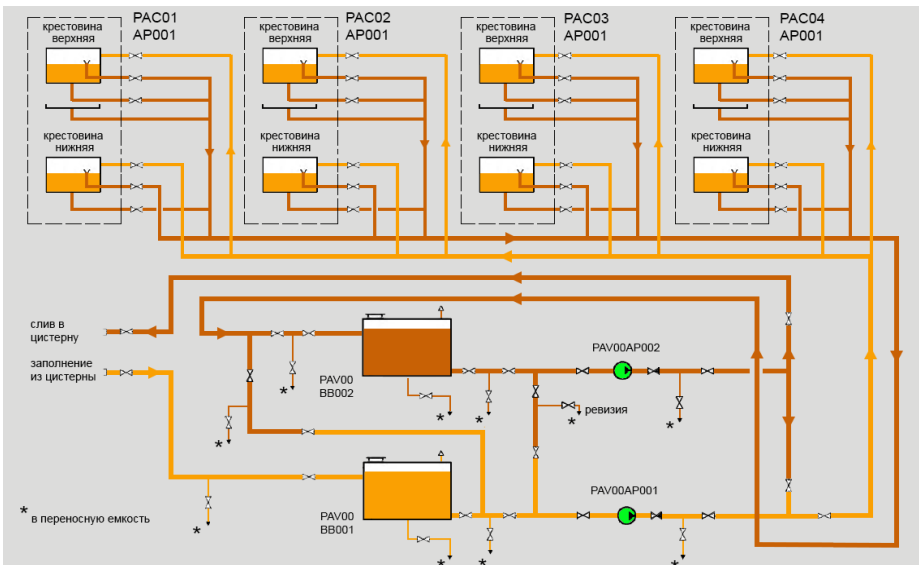 PAC01
AP001
крестовина
верхняя
крестовина
нижняя
PAC02
AP001
крестовина
верхняя
крестовина
нижняя
PAC03
AP001
крестовина
верхняя
крестовина
нижняя
PAC04
AP001
крестовина
верхняя
крестовина
нижняя
слив в
цистерну
заполнение
из цистерны
PAV00
BB002
PAV00AP002
* ревизия
*
*
*
*
*
PAV00
BB001
PAV00AP001
*
*
*
*
* в переносную емкость